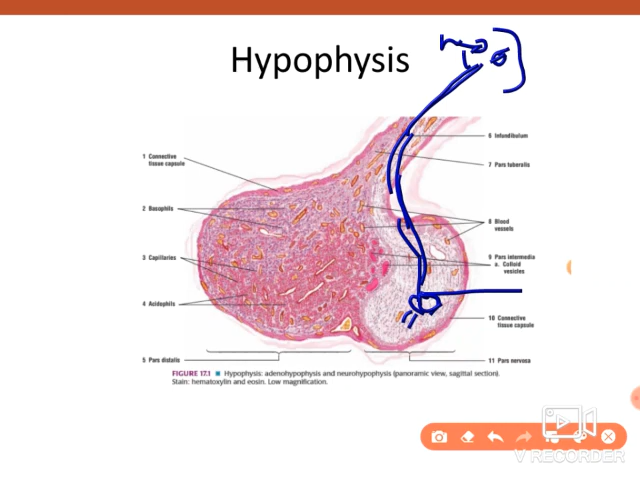 Hypophysis
1 Connective
tissue capsule
2 Basophils
3 Capillaries
4 Acidophils
5 Pars distalis
6 Infundibulum
7 Pars tuberalis
8 Blood
vessels
9 Pars intermedia
a. Colloid
vesicles
10 Connective
tissue capsule
11 Pars nervosa
FIGURE 17.1 ■ Hypophysis: adenohypophysis and neurohypophysis (panoramic view, sagittal section).
Stain: hematoxylin and eosin. Low magnification.
V RECORDER